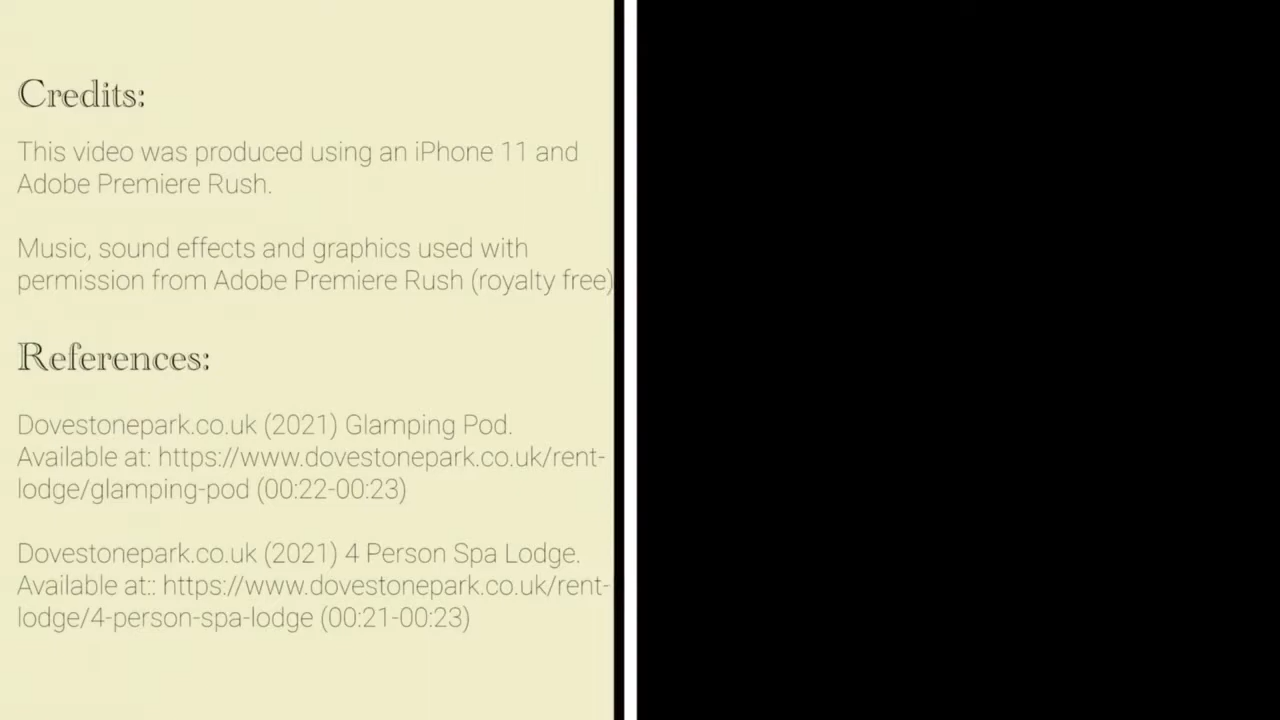 Credits:
This video was produced using an iPhone 11 and
Adobe Premiere Rush.
Music, sound effects and graphics used with
permission from Adobe Premiere Rush (royalty free)
References:
Dovestonepark.co.uk (2021) Glamping Pod.
Available at: https://www.dovestonepark.co.uk/rent-
lodge/glamping-pod (00:22-00:23)
Dovestonepark.co.uk (2021) 4 Person Spa Lodge.
Available at:: https://www.dovestonepark.co.uk/rent-
lodge/4-person-spa-lodge (00:21-00:23)